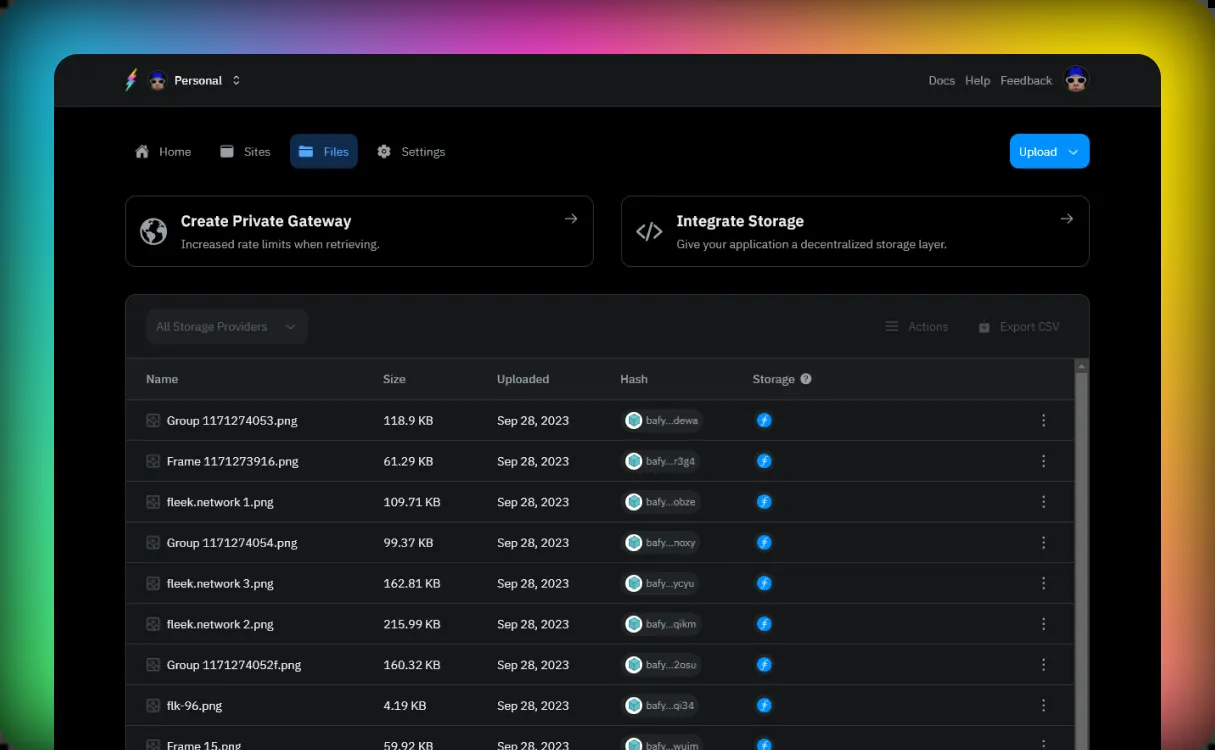 Personal
Docs Help Feedback
Home Sites Files Settings Upload
Create Private Gateway
Increased rate limits when retrieving.
Integrate Storage
Give your application a decentralized storage layer.
All Storage Providers Actions Export CSV
Name Size Uploaded Hash Storage
Group 1171274053.png 118.9 KB Sep 28, 2023 bafy...dewa
Frame 1171273916.png 61.29 KB Sep 28, 2023 bafy...r3g4
fleek.network 1.png 109.71 KB Sep 28, 2023 bafy...obze
Group 1171274054.png 99.37 KB Sep 28, 2023 bafy...noxy
fleek.network 3.png 162.81 KB Sep 28, 2023 bafy...ycyu
fleek.network 2.png 215.99 KB Sep 28, 2023 bafy...qikm
Group 1171274052f.png 160.32 KB Sep 28, 2023 bafy...2osu
flk-96.png 4.19 KB Sep 28, 2023 bafy...qi34
Frame 15.png 59.92 KB Sep 28, 2023 bafy...wuim